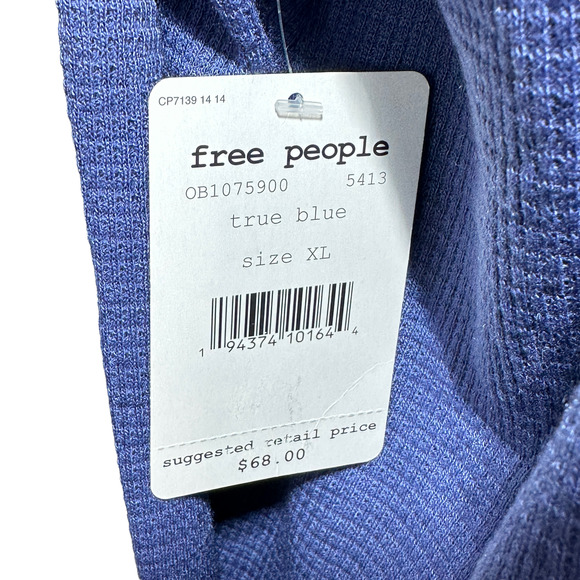 CP7139 14 14
free people
OB1075900 5413
true blue
size XL
1 94374 10164 4
suggested retail price
$68.00